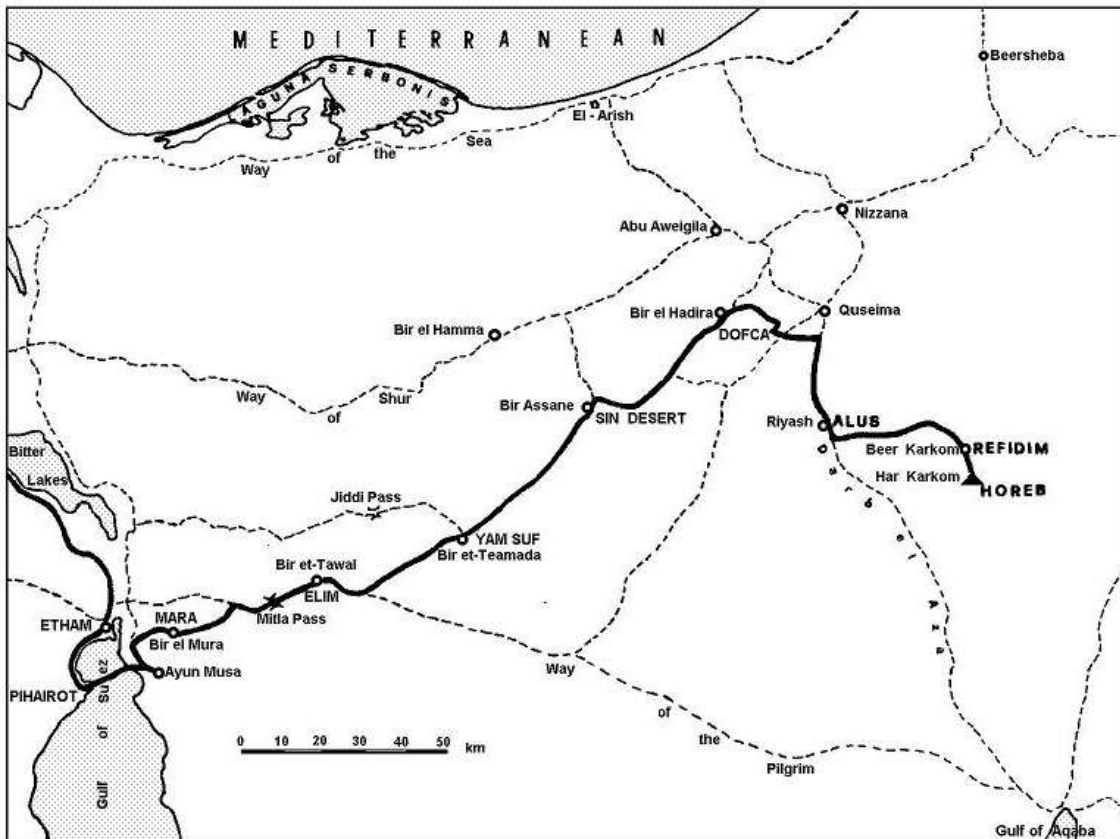 MEDITERRANEAN
LAGUNA SERBONIS
Beersheba
El - Arish
Way of the Sea
Nizzana
Abu Aweigila
Bir el Hadira
Quseima
DOFCA
Bir el Hamma
Way of Shur
Bir Assane
SIN DESERT
Riyash
ALUS
Beer Karkom
REFIDIM
Har Karkom
HOREB
Bitter
Lakes
Jiddi Pass
YAM SUF
Bir et-Teamada
Bir et-Tawal
ELIM
Mitla Pass
MARA
Bir el Mura
ETHAM
Ayun Musa
PIHAIROT
Gulf of Suez
Way of the Pilgrim
Darb el Aza
0 10 20 30 40 50 km
Gulf of Aqaba